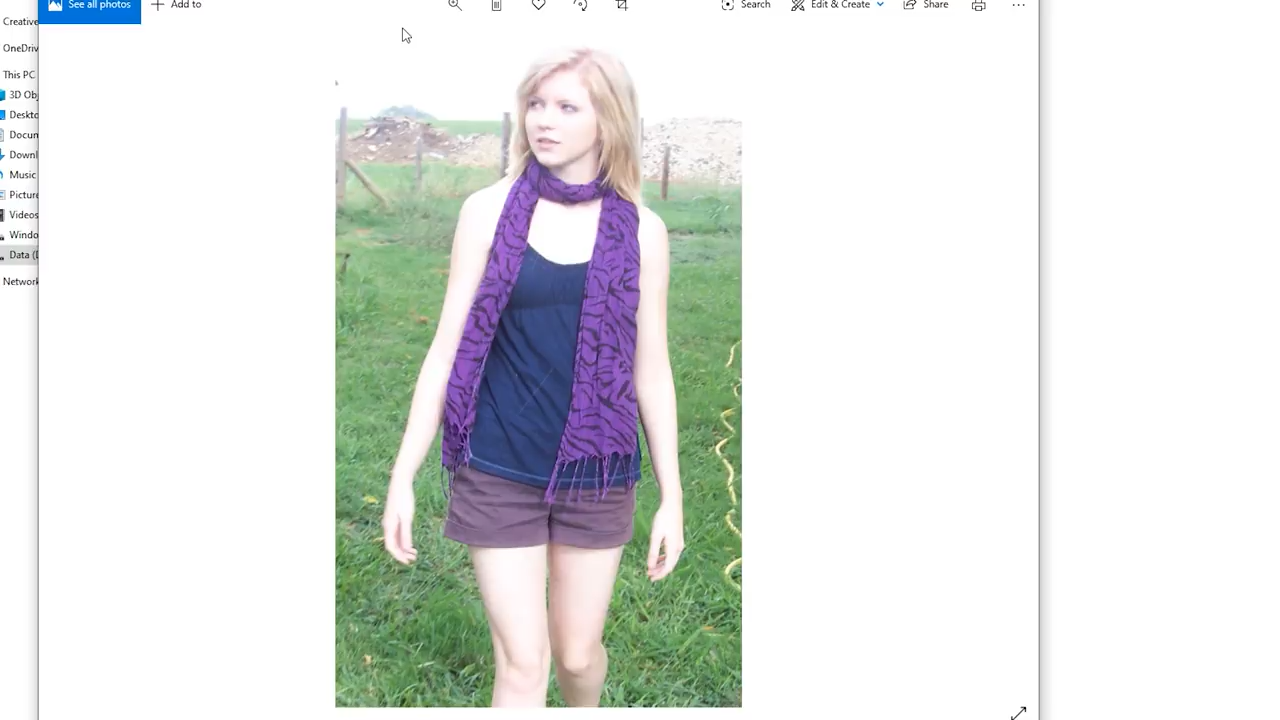 See all photos
Add to
Search
Edit & Create
Share
Creative
OneDriv
This PC
3D Obj
Deskto
Docum
Downl
Music
Picture
Videos
Windo
Data (D
Network